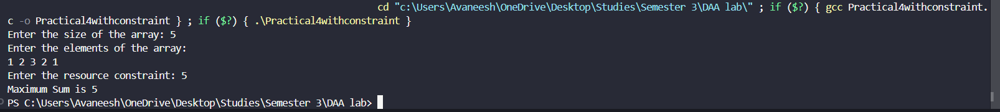 cd "c:\Users\Avaneesh\OneDrive\Desktop\Studies\Semester 3\DAA lab\" ; if ($?) { gcc Practical4withconstraint.
c -o Practical4withconstraint } ; if ($?) { .\Practical4withconstraint }
Enter the size of the array: 5
Enter the elements of the array:
1 2 3 2 1
Enter the resource constraint: 5
Maximum Sum is 5
PS C:\Users\Avaneesh\OneDrive\Desktop\Studies\Semester 3\DAA lab>